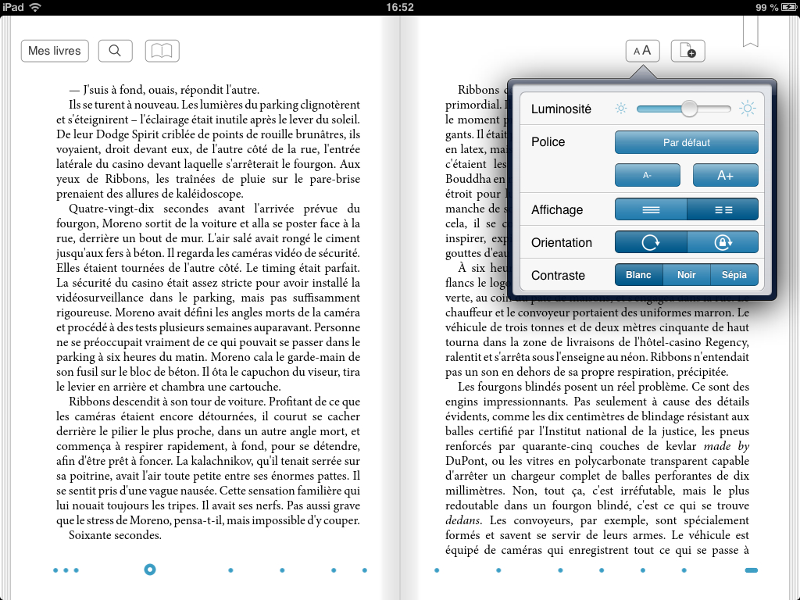 iPad
16:52
99 %
Mes livres
AA
— J'suis à fond, ouais, répondit l'autre.
Ils se turent à nouveau. Les lumières du parking clignotèrent
et s'éteignirent – l'éclairage était inutile après le lever du soleil.
De leur Dodge Spirit criblée de points de rouille brunâtres, ils
voyaient, droit devant eux, de l'autre côté de la rue, l'entrée
latérale du casino devant laquelle s'arrêterait le fourgon. Aux
yeux de Ribbons, les traînées de pluie sur le pare-brise
prenaient des allures de kaléidoscope.
Quatre-vingt-dix secondes avant l'arrivée prévue du
fourgon, Moreno sortit de la voiture et alla se poster face à la
rue, derrière un bout de mur. L'air salé avait rongé le ciment
jusqu'aux fers à béton. Il regarda les caméras vidéo de sécurité.
Elles étaient tournées de l'autre côté. Le timing était parfait.
La sécurité du casino était assez stricte pour avoir installé la
vidéosurveillance dans le parking, mais pas suffisamment
rigoureuse. Moreno avait défini les angles morts de la caméra
et procédé à des tests plusieurs semaines auparavant. Personne
ne se préoccupait vraiment de ce qui pouvait se passer dans le
parking à six heures du matin. Moreno cala le garde-main de
son fusil sur le bloc de béton. Il ôta le capuchon du viseur, tira
le levier en arrière et chambra une cartouche.
Ribbons descendit à son tour de voiture. Profitant de ce que
les caméras étaient encore détournées, il courut se cacher
derrière le pilier le plus proche, dans un autre angle mort, et
commença à respirer rapidement, à fond, pour se détendre,
afin d'être prêt à foncer. La kalachnikov, qu'il tenait serrée sur
sa poitrine, avait l'air toute petite entre ses énormes pattes. Il
se sentit pris d'une vague nausée. Cette sensation familière qui
lui nouait toujours les tripes. Il avait ses nerfs. Pas aussi grave
que le stress de Moreno, pensa-t-il, mais impossible d'y couper.
Soixante secondes.
Ribbons
primordial.
le moment
gants. Il était
en latex, mai
c'étaient les
Bouddha en
étroit pour l
manche de s
cela, il se c
inspirer, exp
gouttes d'eau
À six heu
flancs le log
verte, au coin
chauffeur et le convoyeur portaient des uniformes marron. Le
véhicule de trois tonnes et de deux mètres cinquante de haut
tourna dans la zone de livraisons de l'hôtel-casino Regency,
ralentit et s'arrêta sous l'enseigne au néon. Ribbons n'entendait
pas un son en dehors de sa propre respiration, précipitée.
Les fourgons blindés posent un réel problème. Ce sont des
engins impressionnants. Pas seulement à cause des détails
évidents, comme les dix centimètres de blindage résistant aux
balles certifié par l'Institut national de la justice, les pneus
renforcés par quarante-cinq couches de kevlar made by
DuPont, ou les vitres en polycarbonate transparent capable
d'arrêter un chargeur complet de balles perforantes de dix
millimètres. Non, tout ça, c'est irréfutable, mais le plus
redoutable dans un fourgon blindé, c'est ce qui se trouve
dedans. Les convoyeurs, par exemple, sont spécialement
formés et savent se servir de leurs armes. Le véhicule est
équipé de caméras qui enregistrent tout ce qui se passe à
Luminosité
Police
Par défaut
A-
A+
Affichage
Orientation
Contraste
Blanc
Noir
Sépia